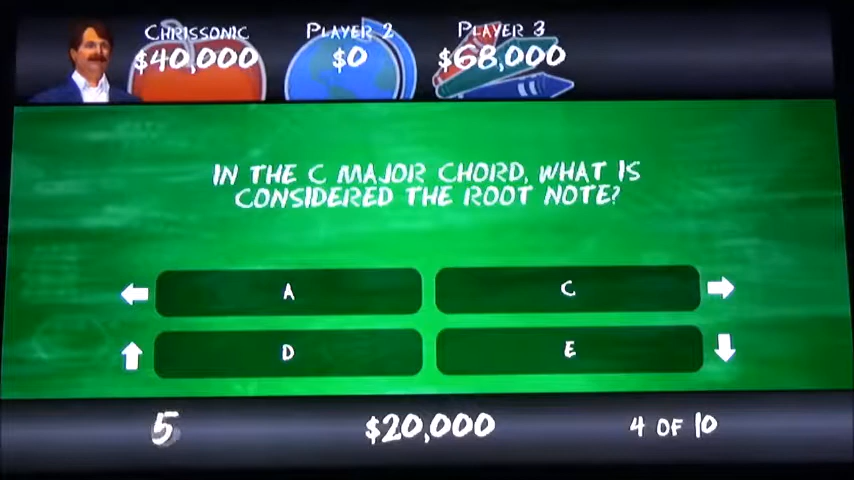 CHRISSONIC
$40,000
PLAYER 2
$0
PLAYER 3
$68,000
IN THE C MAJOR CHORD, WHAT IS
CONSIDERED THE ROOT NOTE?
A
C
D
E
5
$20,000
4 OF 10